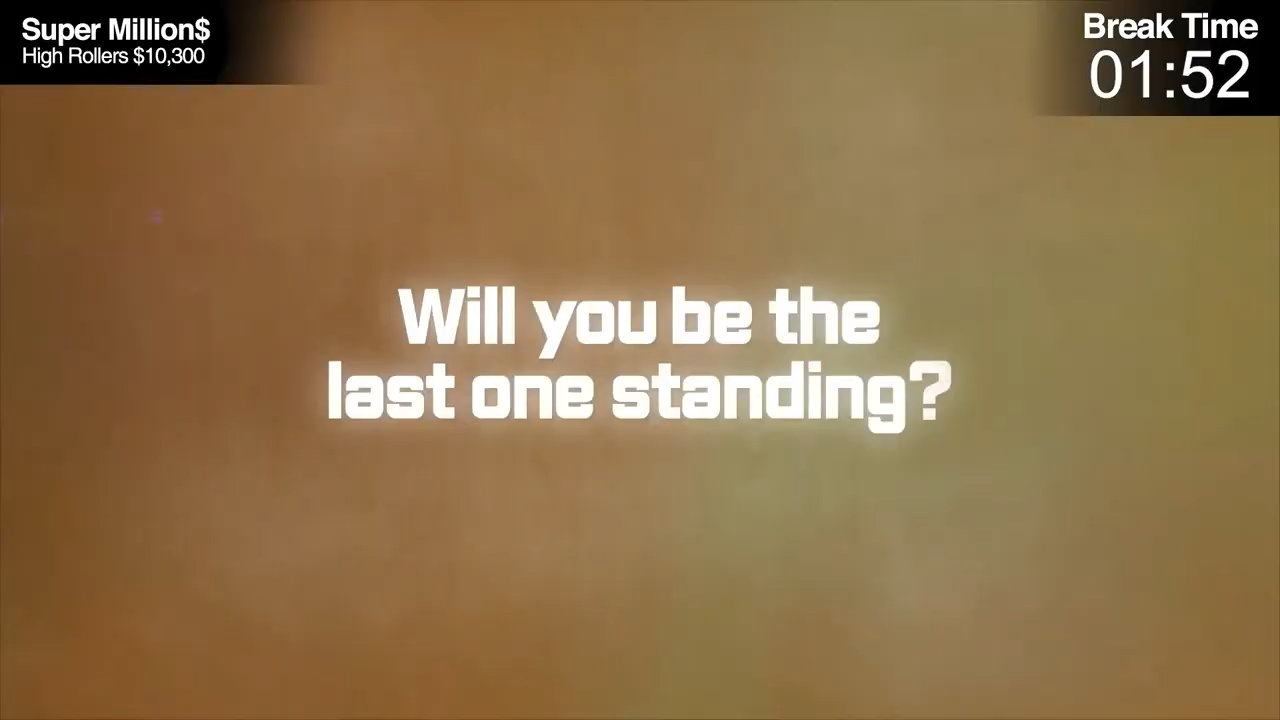 Super Million$
High Rollers $10,300
Break Time
01:52
Will you be the
last one standing?